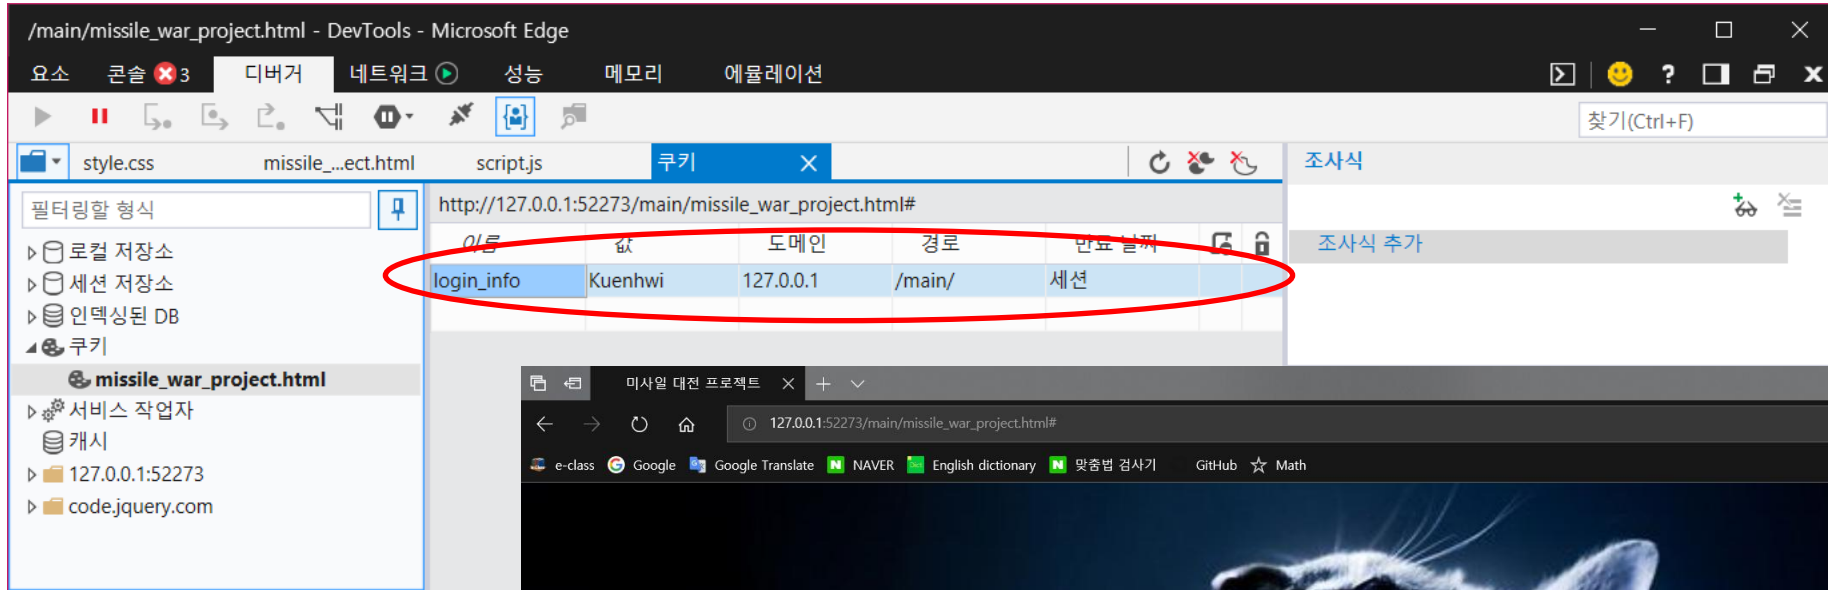 /main/missile_war_project.html - DevTools - Microsoft Edge
요소 콘솔 3 디버거 네트워크 성능 메모리 에뮬레이션
찾기(Ctrl+F)
style.css missile_...ect.html script.js 쿠키 조사식
필터링할 형식
http://127.0.0.1:52273/main/missile_war_project.html#
이름 값 도메인 경로 만료 날짜
login_info Kuenhwi 127.0.0.1 /main/ 세션
조사식 추가
로컬 저장소
세션 저장소
인덱싱된 DB
쿠키
missile_war_project.html
서비스 작업자
캐시
127.0.0.1:52273
code.jquery.com
미사일 대전 프로젝트
127.0.0.1:52273/main/missile_war_project.html#
e-class Google Google Translate NAVER English dictionary 맞춤법 검사기 GitHub Math